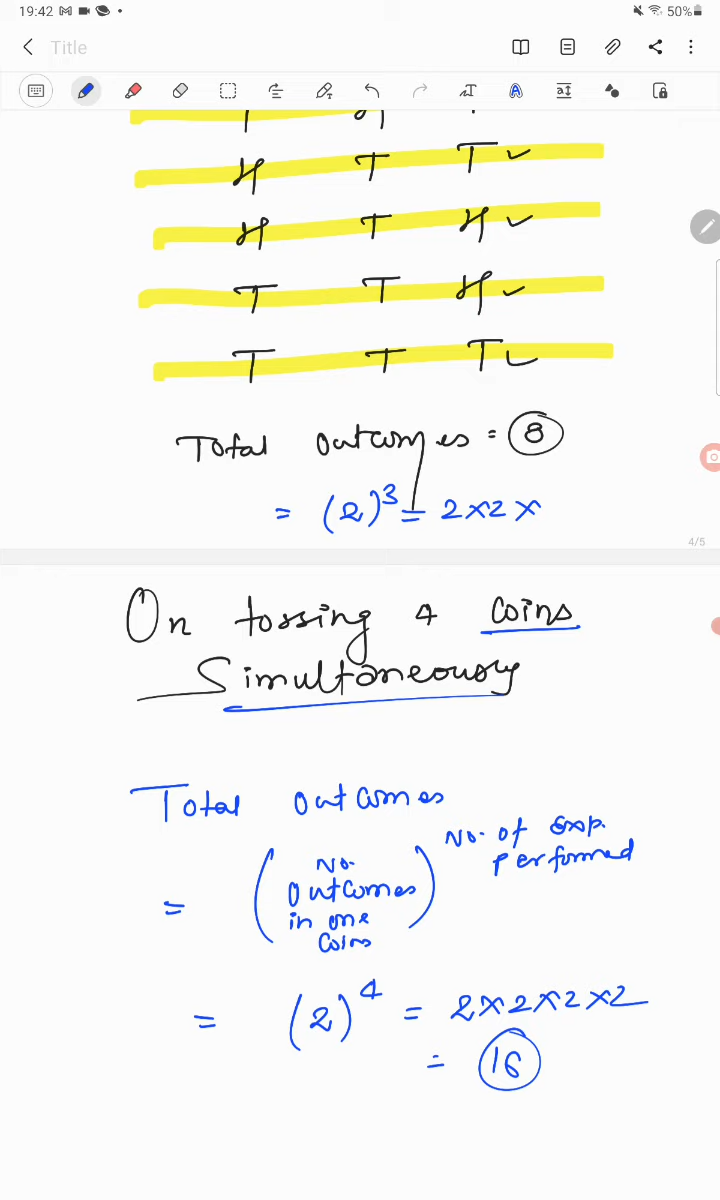 19:42 50%
Title
H T T ✓
H T H ✓
T T H ✓
T T T ✓
Total outcomes = 8
= (2)³ = 2×2×
4/5
On tossing 4 coins
Simultaneously
Total outcomes
= (No. outcomes in one coins) No. of exp. performed
= (2)⁴ = 2×2×2×2
= 16